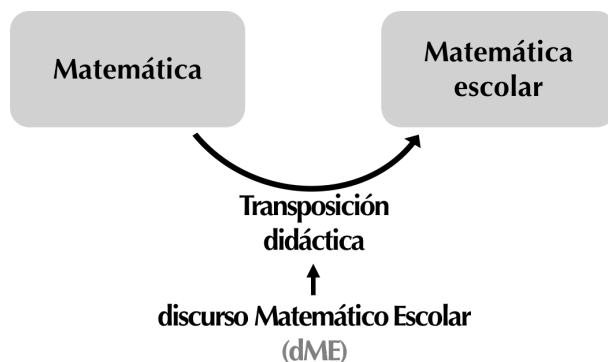 Matemática
Matemática
escolar
Transposición
didáctica
discurso Matemático Escolar
(dME)